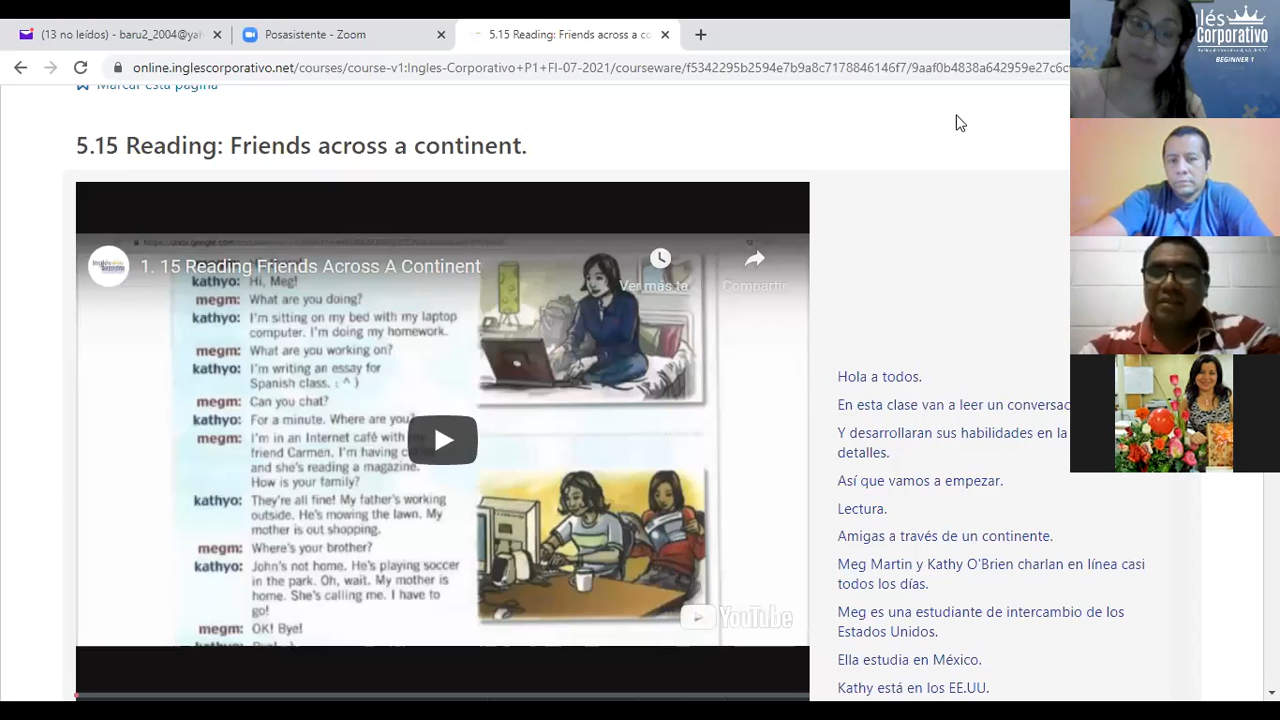 (13 no leídos) - baru2_2004@yah
Posasistente - Zoom
5.15 Reading: Friends across a co
online.inglescorporativo.net/courses/course-v1:Ingles-Corporativo+P1+FI-07-2021/courseware/f5342295b2594e7b9a8c7178846146f7/9aaf0b4838a642959e27c6c
Corporativo
BEGINNER 1
Marcar esta página
5.15 Reading: Friends across a continent.
1. 15 Reading Friends Across A Continent
Ver más ta
Compartir
kathyo: Hi, Meg!
megm: What are you doing?
kathyo: I'm sitting on my bed with my laptop
computer. I'm doing my homework.
megm: What are you working on?
kathyo: I'm writing an essay for
Spanish class. : ^ )
megm: Can you chat?
kathyo: For a minute. Where are you?
megm: I'm in an Internet café with
friend Carmen. I'm having
and she's reading a magazine.
How is your family?
kathyo: They're all fine! My father's working
outside. He's mowing the lawn. My
mother is out shopping.
megm: Where's your brother?
kathyo: John's not home. He's playing soccer
in the park. Oh, wait. My mother is
home. She's calling me. I have to
go!
megm: OK! Bye!
YouTube
Hola a todos.
En esta clase van a leer un conversac
Y desarrollaran sus habilidades en la
detalles.
Así que vamos a empezar.
Lectura.
Amigas a través de un continente.
Meg Martin y Kathy O'Brien charlan en línea casi
todos los días.
Meg es una estudiante de intercambio de los
Estados Unidos.
Ella estudia en México.
Kathy está en los EE.UU.